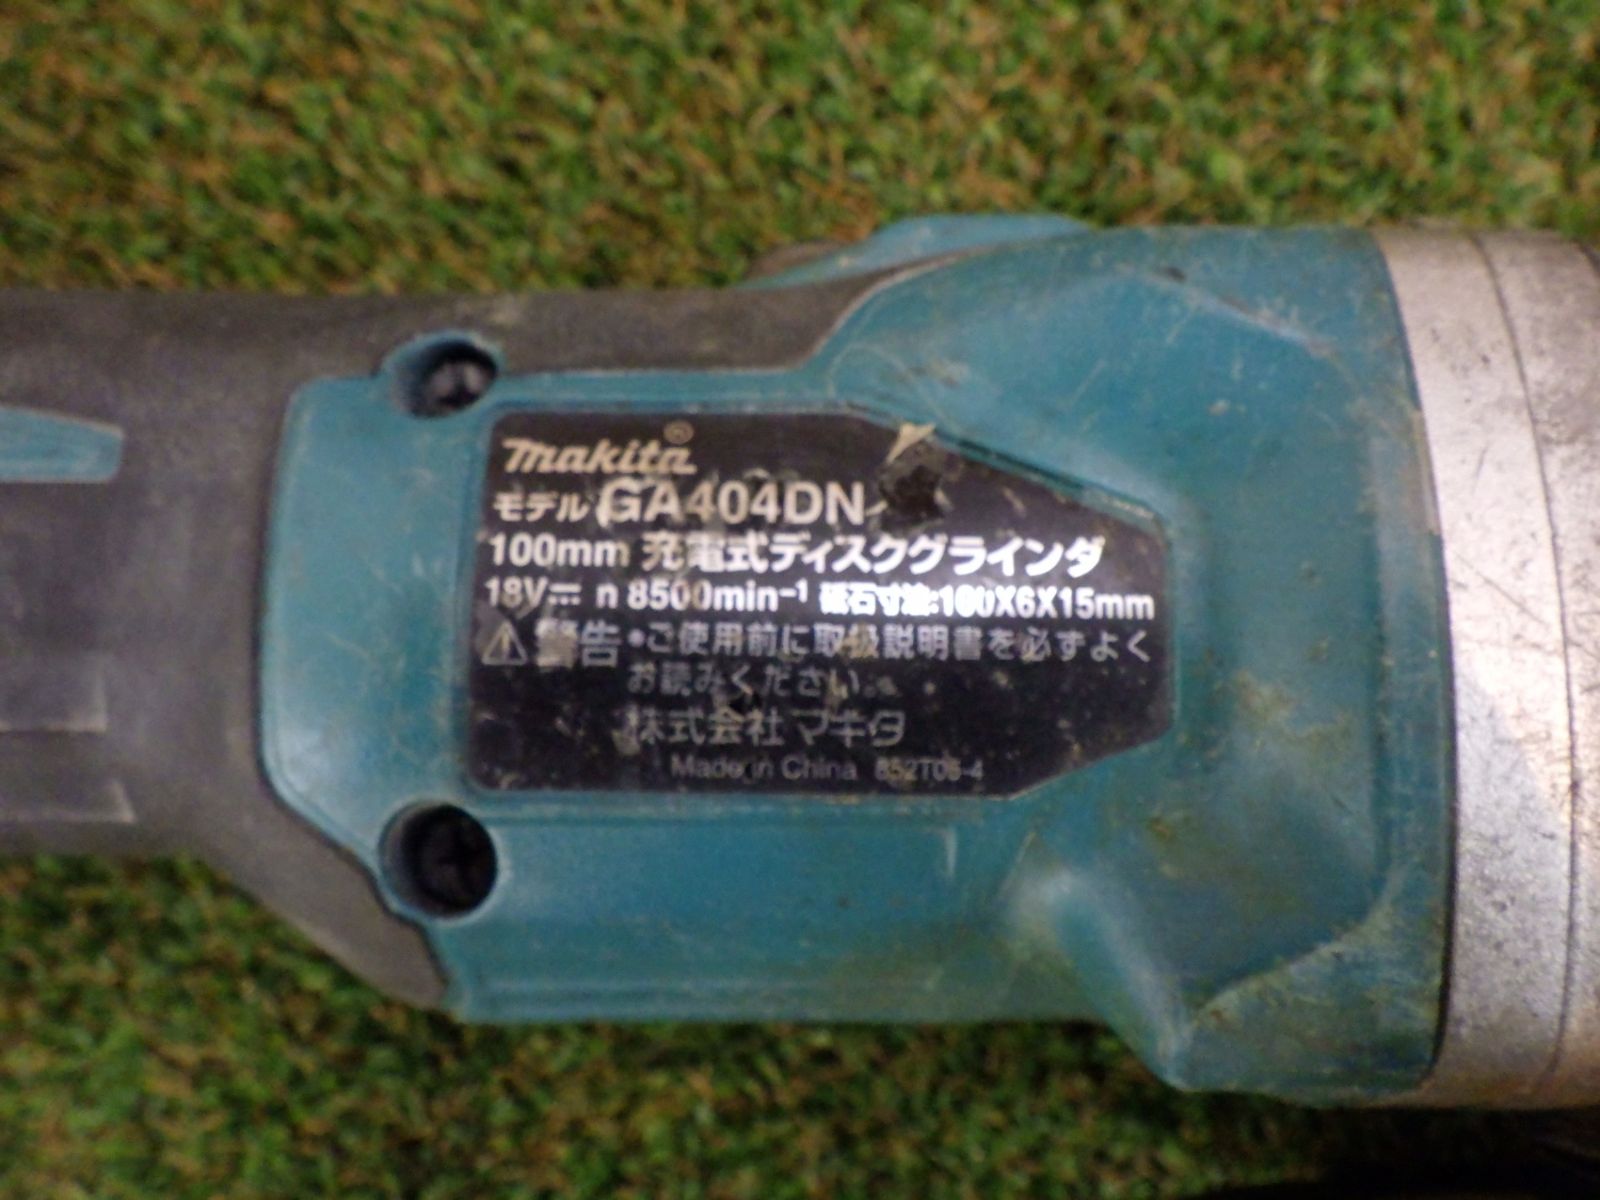 makita®
モデル GA404DN
100mm 充電式ディスクグラインダ
18V⎓ n 8500min⁻¹ 砥石寸法:100X6X15mm
⚠警告 •ご使用前に取扱説明書を必ずよく
お読みください。
株式会社マキタ
Made in China 852T06-4